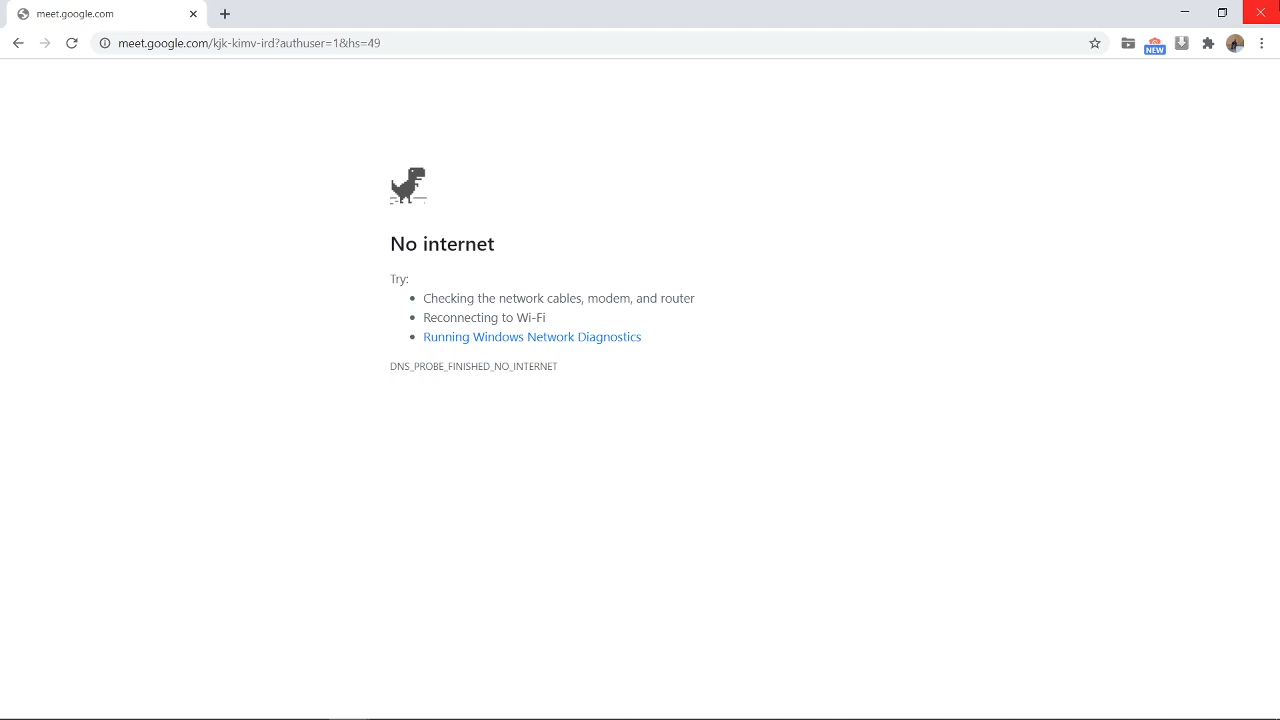 meet.google.com
meet.google.com/kjk-kimv-ird?authuser=1&hs=49
NEW
No internet
Try:
Checking the network cables, modem, and router
Reconnecting to Wi-Fi
Running Windows Network Diagnostics
DNS_PROBE_FINISHED_NO_INTERNET